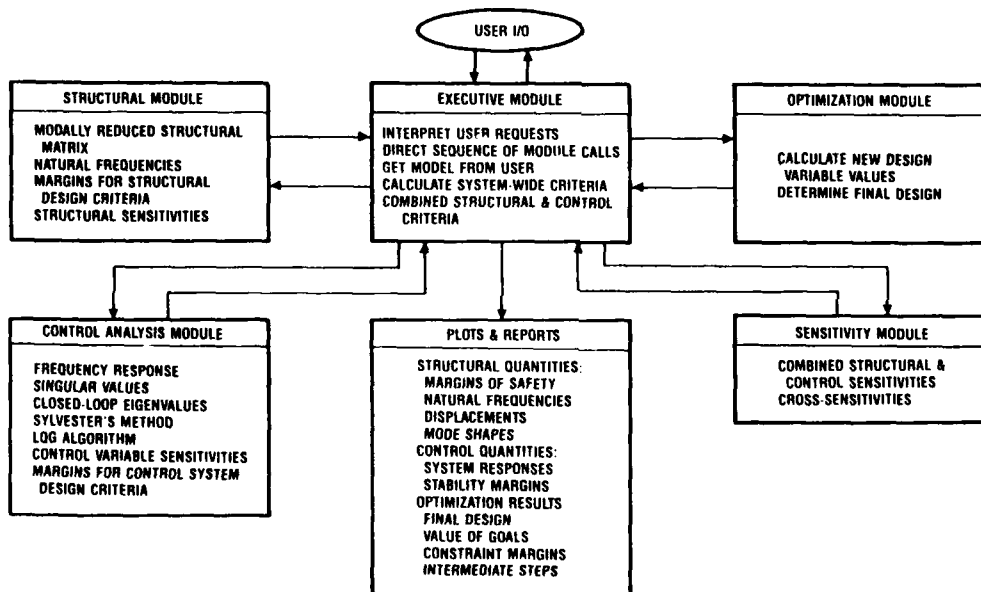 USER I/O
STRUCTURAL MODULE
MODALLY REDUCED STRUCTURAL
MATRIX
NATURAL FREQUENCIES
MARGINS FOR STRUCTURAL
DESIGN CRITERIA
STRUCTURAL SENSITIVITIES
EXECUTIVE MODULE
INTERPRET USER REQUESTS
DIRECT SEQUENCE OF MODULE CALLS
GET MODEL FROM USER
CALCULATE SYSTEM-WIDE CRITERIA
COMBINED STRUCTURAL & CONTROL
CRITERIA
OPTIMIZATION MODULE
CALCULATE NEW DESIGN
VARIABLE VALUES
DETERMINE FINAL DESIGN
CONTROL ANALYSIS MODULE
FREQUENCY RESPONSE
SINGULAR VALUES
CLOSED-LOOP EIGENVALUES
SYLVESTER'S METHOD
LOG ALGORITHM
CONTROL VARIABLE SENSITIVITIES
MARGINS FOR CONTROL SYSTEM
DESIGN CRITERIA
PLOTS & REPORTS
STRUCTURAL QUANTITIES:
MARGINS OF SAFETY
NATURAL FREQUENCIES
DISPLACEMENTS
MODE SHAPES
CONTROL QUANTITIES:
SYSTEM RESPONSES
STABILITY MARGINS
OPTIMIZATION RESULTS
FINAL DESIGN
VALUE OF GOALS
CONSTRAINT MARGINS
INTERMEDIATE STEPS
SENSITIVITY MODULE
COMBINED STRUCTURAL &
CONTROL SENSITIVITIES
CROSS-SENSITIVITIES